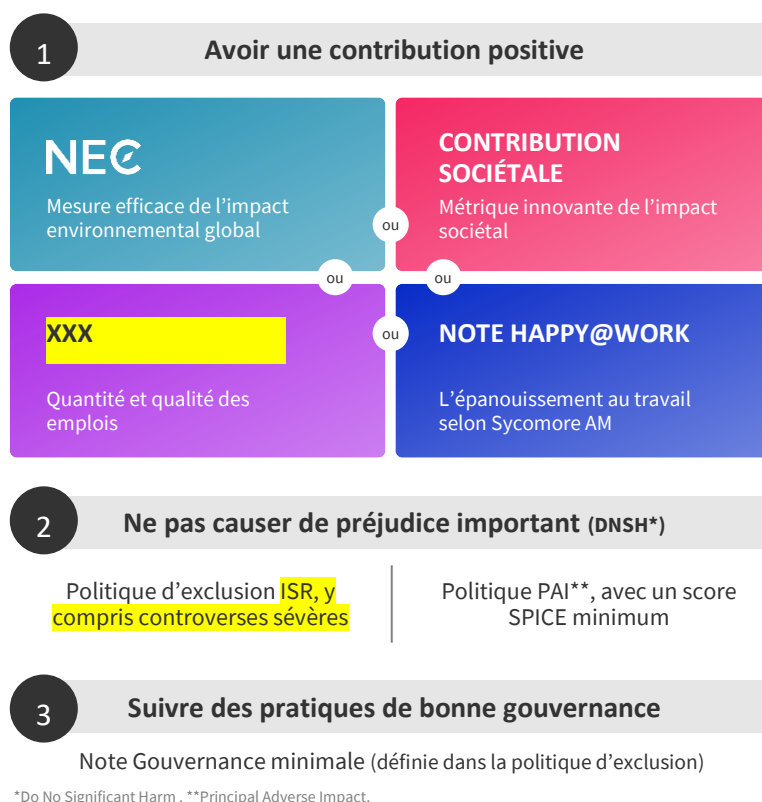 1
Avoir une contribution positive
NEC
Mesure efficace de l'impact
environnemental global
CONTRIBUTION
SOCIÉTALE
Métrique innovante de l'impact
sociétal
ou
ou
ou
XXX
Quantité et qualité des
emplois
ou
NOTE HAPPY@WORK
L'épanouissement au travail
selon Sycomore AM
2
Ne pas causer de préjudice important (DNSH*)
Politique d'exclusion ISR, y
compris controverses sévères
Politique PAI**, avec un score
SPICE minimum
3
Suivre des pratiques de bonne gouvernance
Note Gouvernance minimale (définie dans la politique d'exclusion)
*Do No Significant Harm . **Principal Adverse Impact.